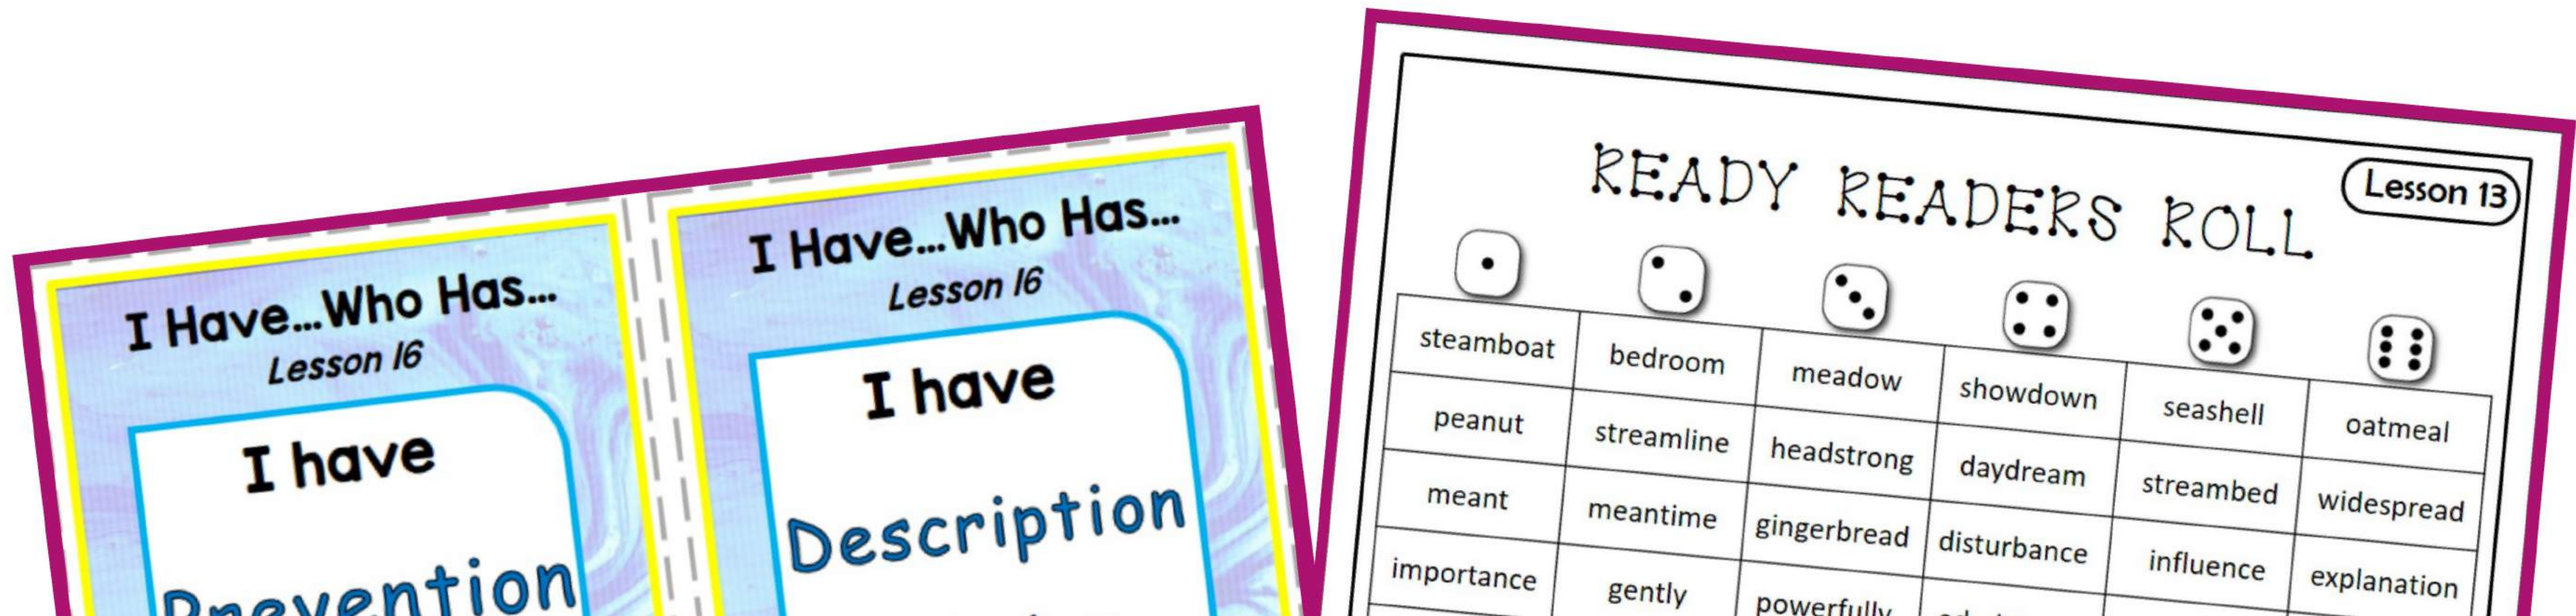 I Have...Who Has...
Lesson 16
I have
Prevention
I Have...Who Has...
Lesson 16
I have
Description
Lesson 13
READY READERS ROLL
steamboat bedroom meadow showdown seashell oatmeal
peanut streamline headstrong daydream streambed widespread
meant meantime gingerbread disturbance influence explanation
importance gently powerfully